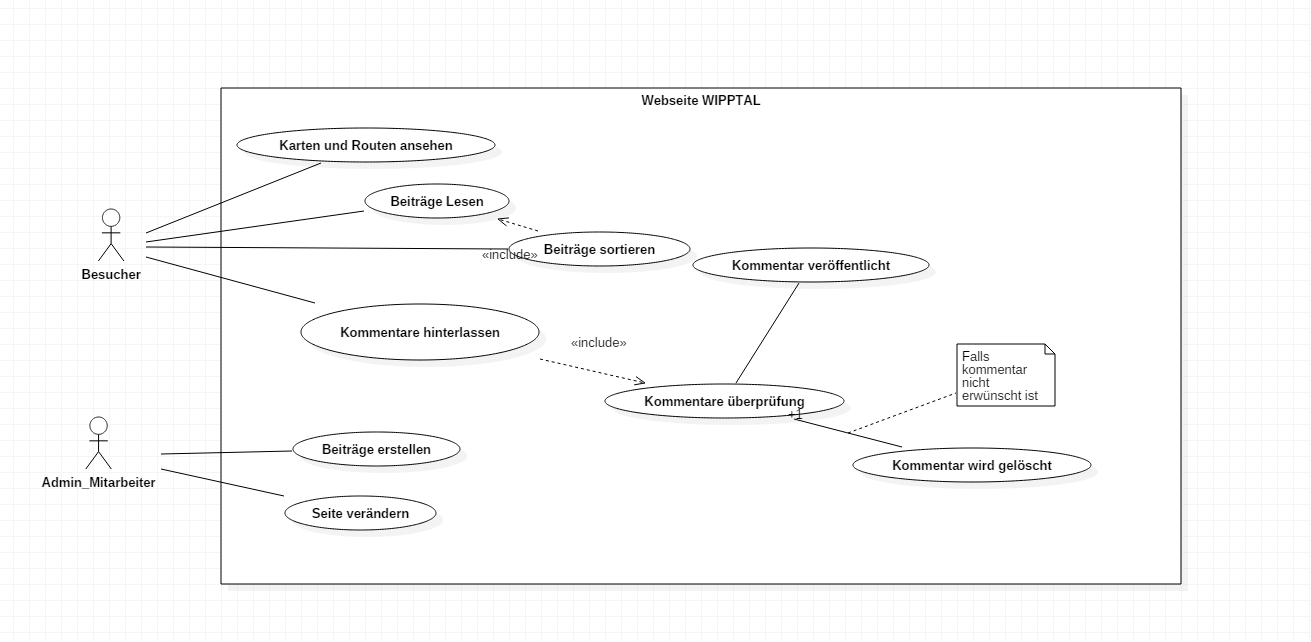 Webseite WIPPTAL
Karten und Routen ansehen
Beiträge Lesen
Beiträge sortieren
«include»
Kommentar veröffentlicht
Besucher
Kommentare hinterlassen
«include»
Falls
kommentar
nicht
erwünscht ist
Kommentare überprüfung
+1
Beiträge erstellen
Kommentar wird gelöscht
Admin_Mitarbeiter
Seite verändern